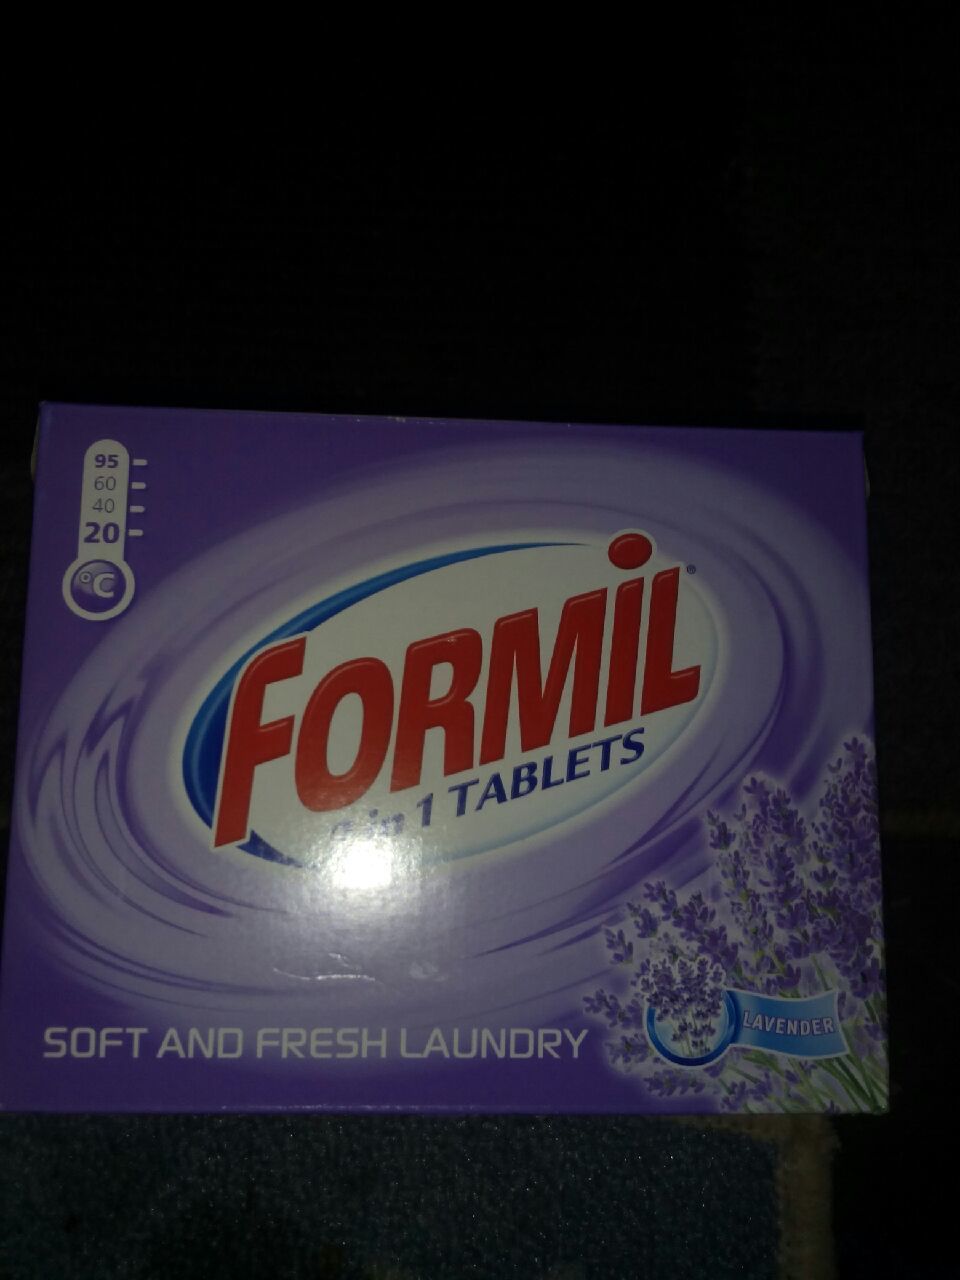 95
60
40
20
°C
FORMIL®
in 1 TABLETS
SOFT AND FRESH LAUNDRY
LAVENDER